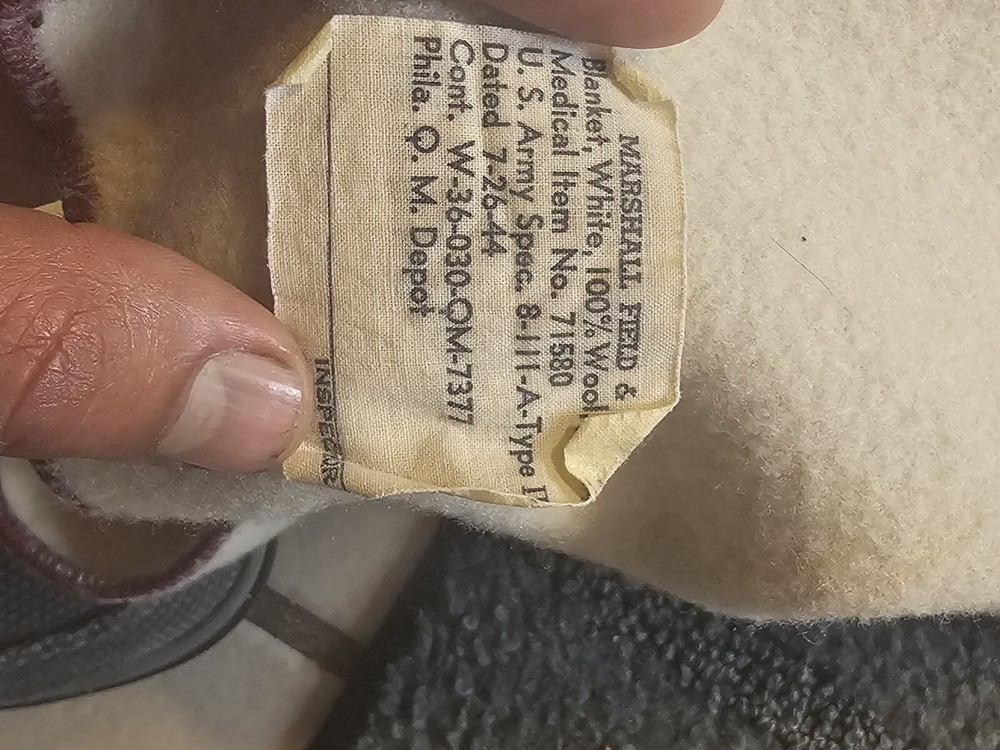 MARSHALL FIELD &
Blanket, White, 100% Wool
Medical Item No. 71580
U. S. Army Spec. 8-111-A-Type
Dated 7-26-44
Cont. W-36-030-QM-7377
Phila. Q. M. Depot